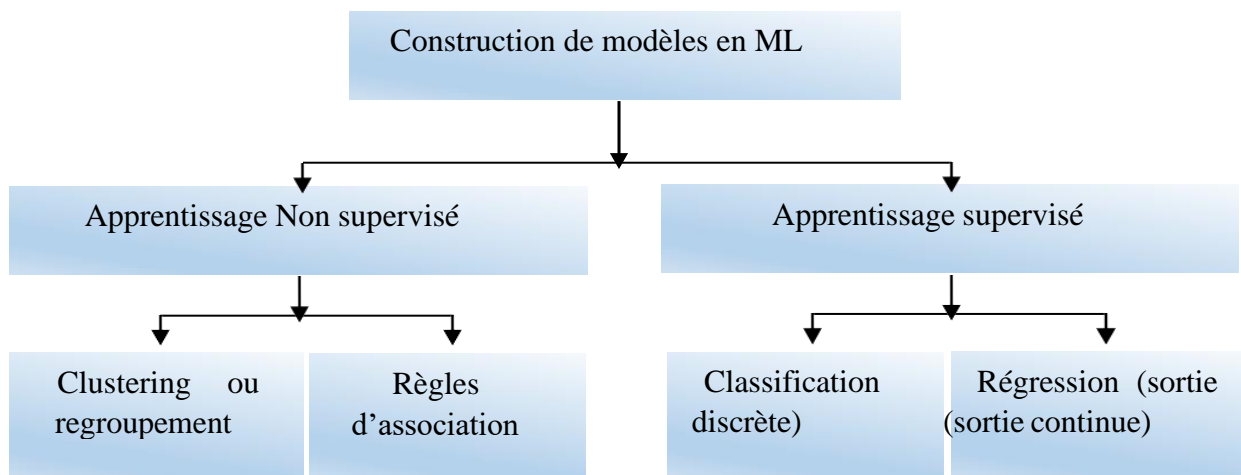 Construction de modèles en ML
Apprentissage Non supervisé
Apprentissage supervisé
Clustering ou
regroupement
Règles
d’association
Classification
discrète)
Régression (sortie
(sortie continue)